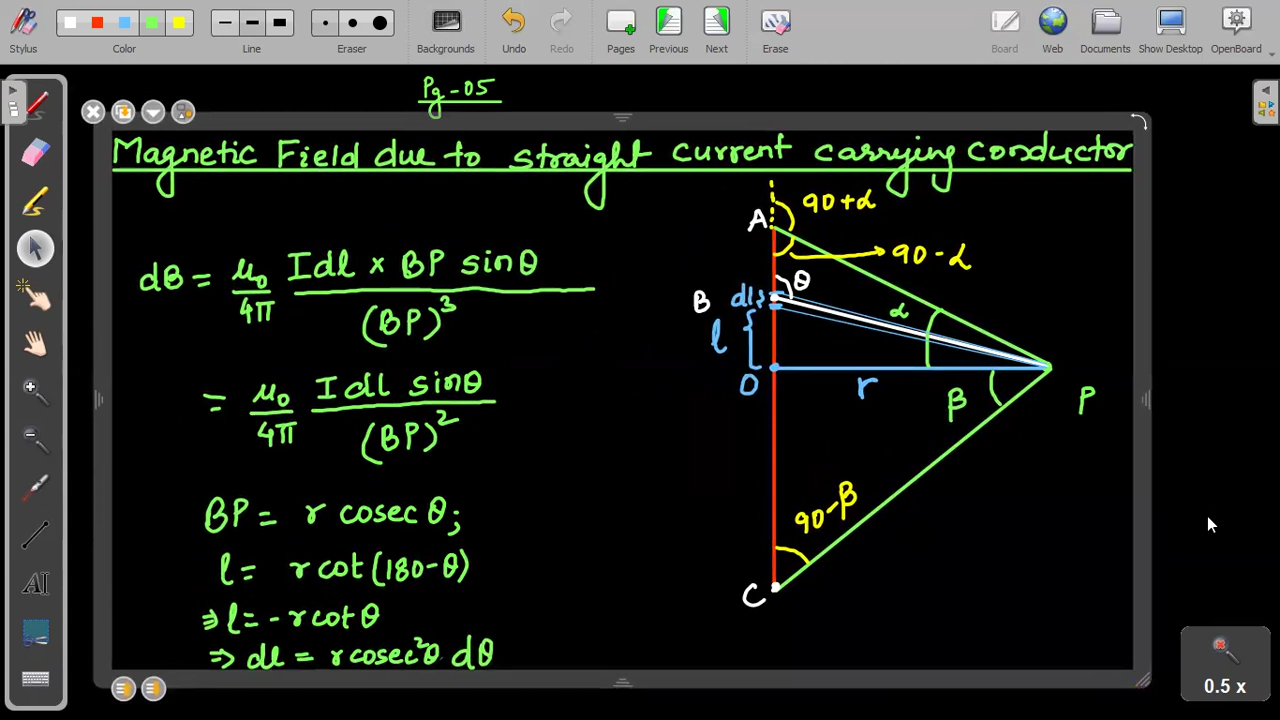 Stylus Color Line Eraser Backgrounds Undo Redo Pages Previous Next Erase Board Web Documents Show Desktop OpenBoard
Pg-05
Magnetic Field due to straight current carrying conductor
dB = μ₀/4π Idl × BP sinθ/(BP)³
= μ₀/4π Idl sinθ/(BP)²
BP = r cosec θ;
l = r cot(180-θ)
⇒ l = -r cot θ
⇒ dl = r cosec²θ dθ
90+α
A
90-α
θ
B dl
α
l
O r
β P
90-β
C
0.5 x